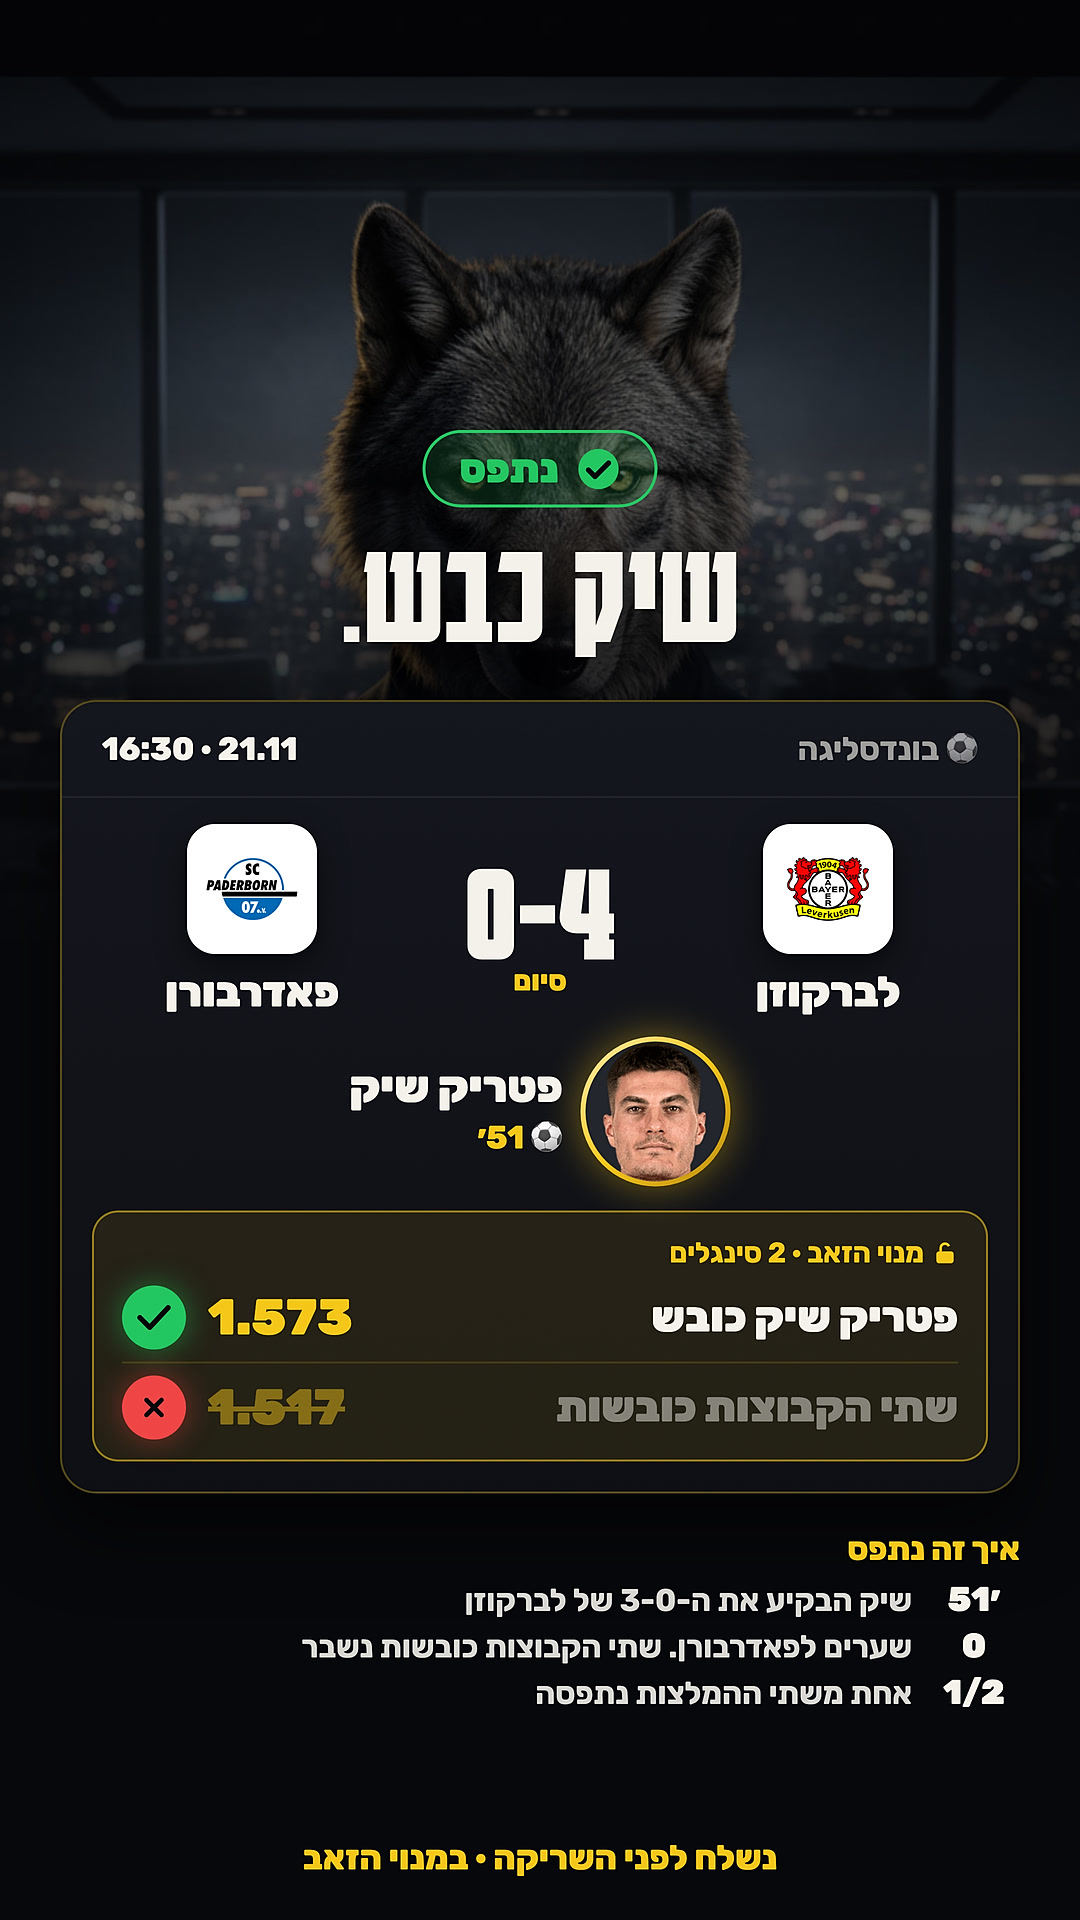 נתפס
שיק כבש.
בונדסליגה
21.11 • 16:30
1904
BAYER
BAYER
Leverkusen
SC
PADERBORN
07 e.V.
0-4
סיום
לברקוזן
פאדרבורן
פטריק שיק
51'
מנוי הזאב • 2 סינגלים
פטריק שיק כובש 1.573
שתי הקבוצות כובשות 1.517
איך זה נתפס
51' שיק הבקיע את ה-3-0 של לברקוזן
0 שערים לפאדרבורן. שתי הקבוצות כובשות נשבר
1/2 אחת משתי ההמלצות נתפסה
נשלח לפני השריקה • במנוי הזאב